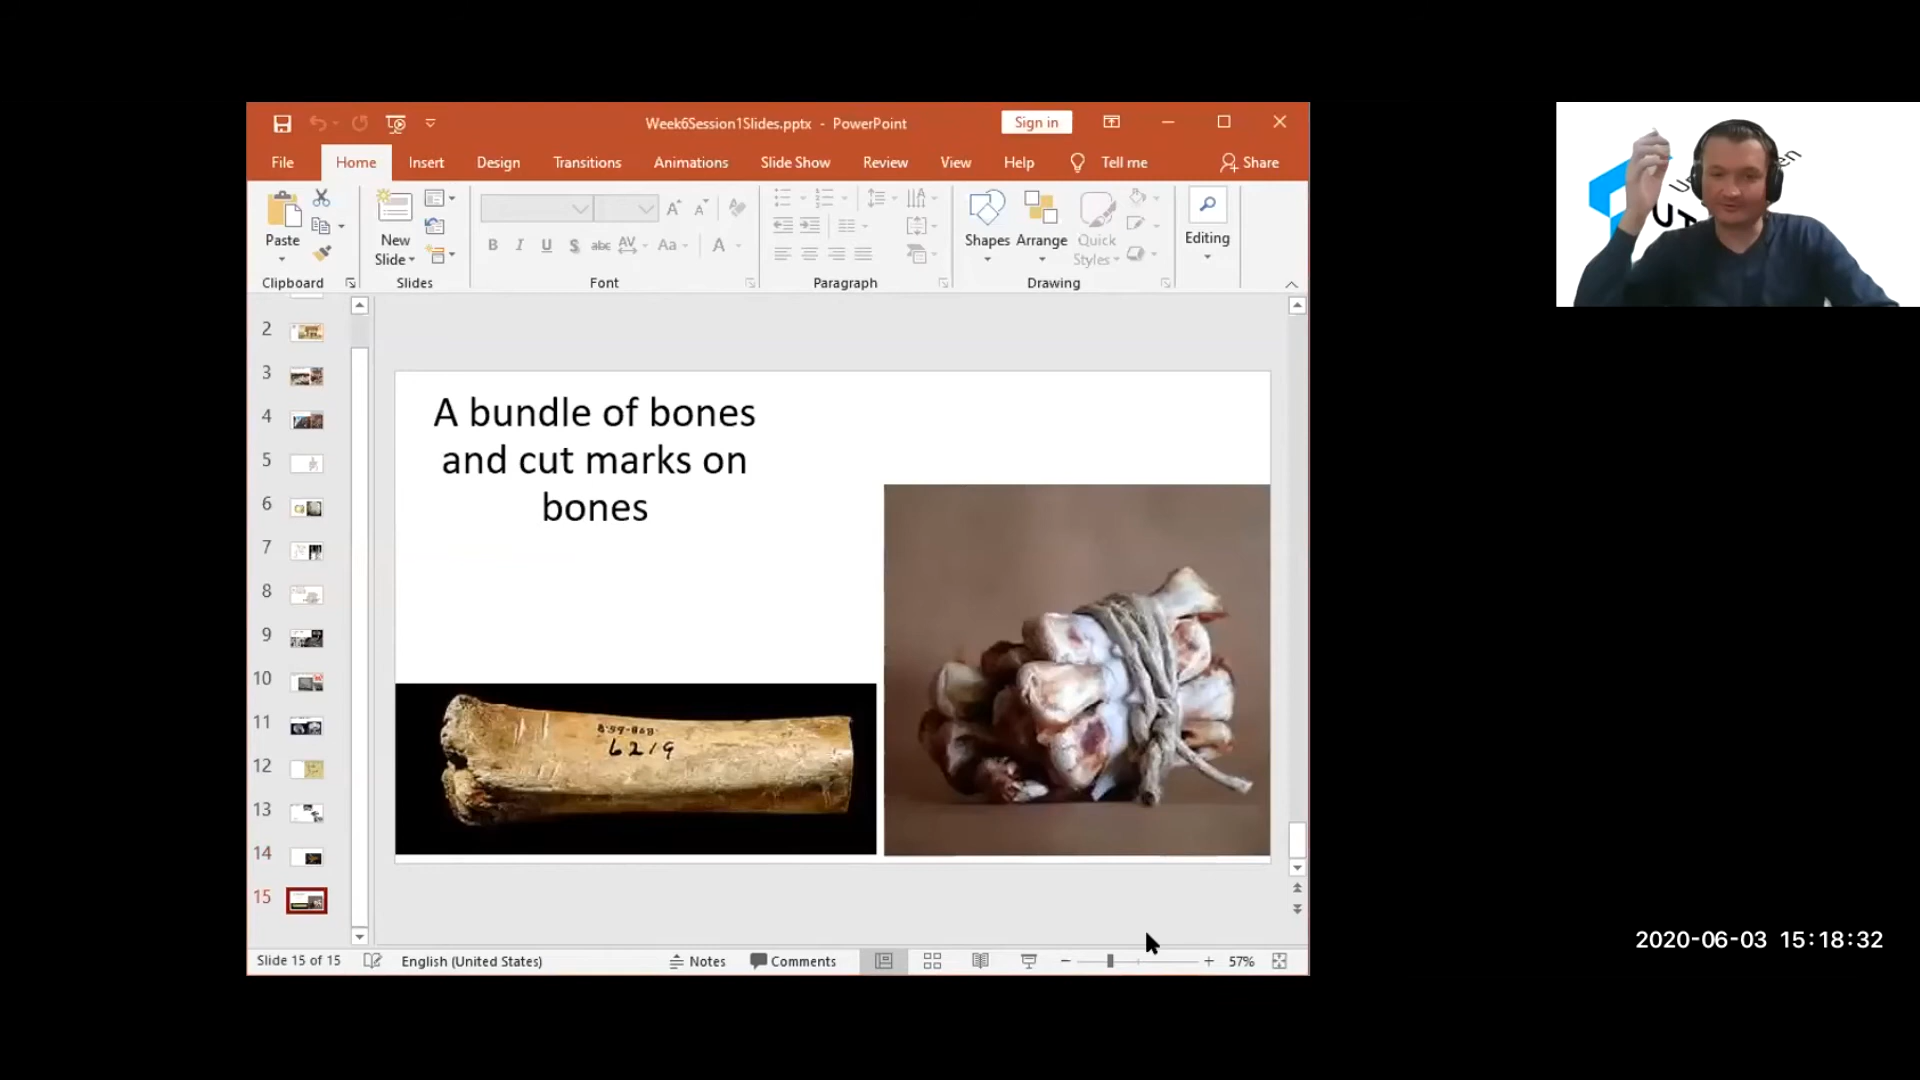 Week6Session1Slides.pptx - PowerPoint
Sign in
File Home Insert Design Transitions Animations Slide Show Review View Help Tell me Share
Paste
New Slide
B I U S abc AV Aa A
Shapes Arrange Quick Styles
Editing
Clipboard Slides Font Paragraph Drawing
2
3
4
5
6
7
8
9
10
11
12
13
14
15
A bundle of bones
and cut marks on
bones
6219
Slide 15 of 15 English (United States) Notes Comments 57%
2020-06-03 15:18:32